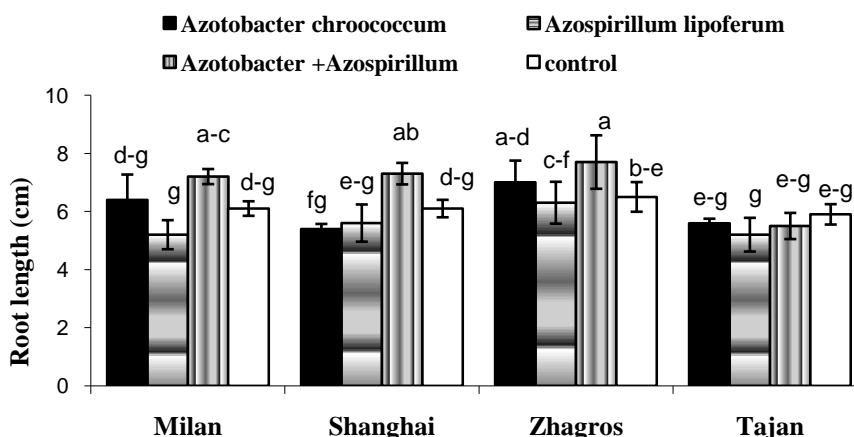 Azotobacter chroococcum Azospirillum lipoferum
Azotobacter +Azospirillum control
10
8
6
4
2
0
Root length (cm)
d-g g a-c d-g
fg e-g ab d-g
a-d c-f a b-e
e-g g e-g e-g
Milan Shanghai Zhagros Tajan